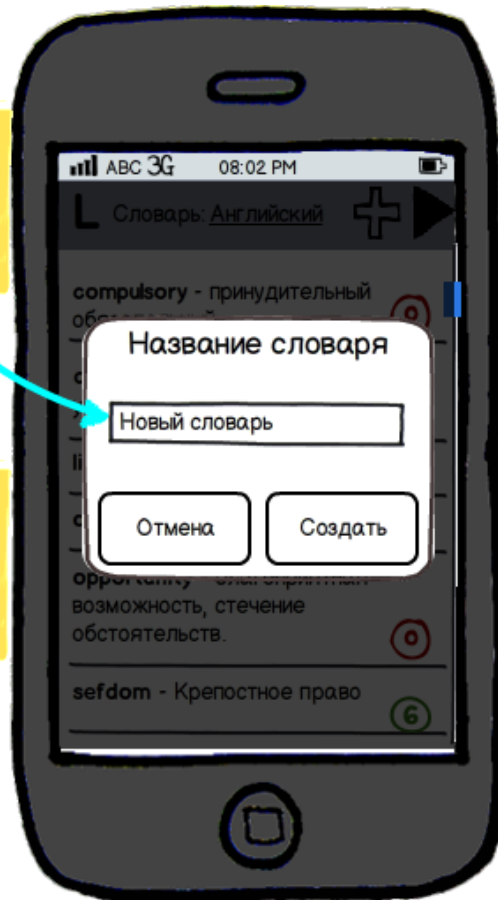 ABC 3G 08:02 PM
L Словарь: Английский
compulsory - принудительный
Название словаря
Новый словарь
Отмена Создать
opportunity -
возможность, стечение
обстоятельств.
0
sefdom - Крепостное право
6